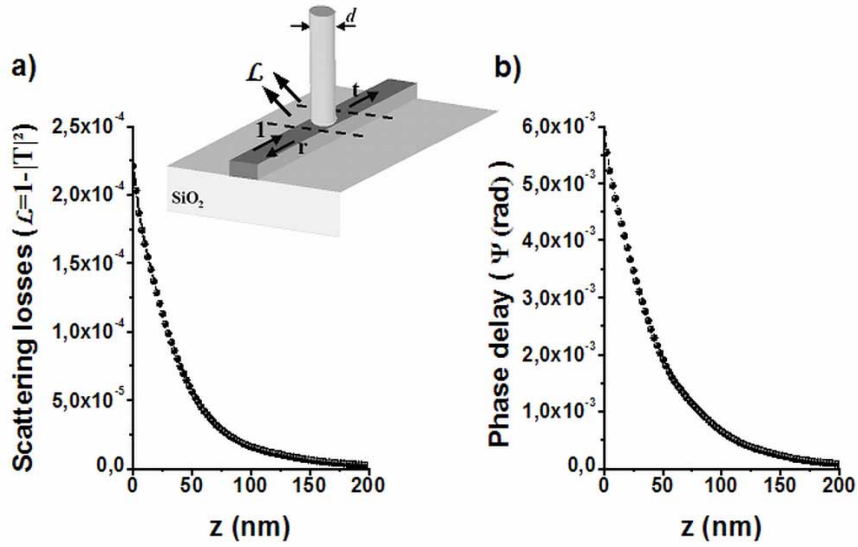 a)
d
ℒ
t
1
r
SiO₂
Scattering losses (ℒ=1-|T|²)
2,5x10⁻⁴
2,0x10⁻⁴
1,5x10⁻⁴
1,0x10⁻⁴
5,0x10⁻⁵
0,0
0 50 100 150 200
z (nm)
b)
Phase delay ( Ψ (rad)
6,0x10⁻³
5,0x10⁻³
4,0x10⁻³
3,0x10⁻³
2,0x10⁻³
1,0x10⁻³
0,0
0 50 100 150 200
z (nm)